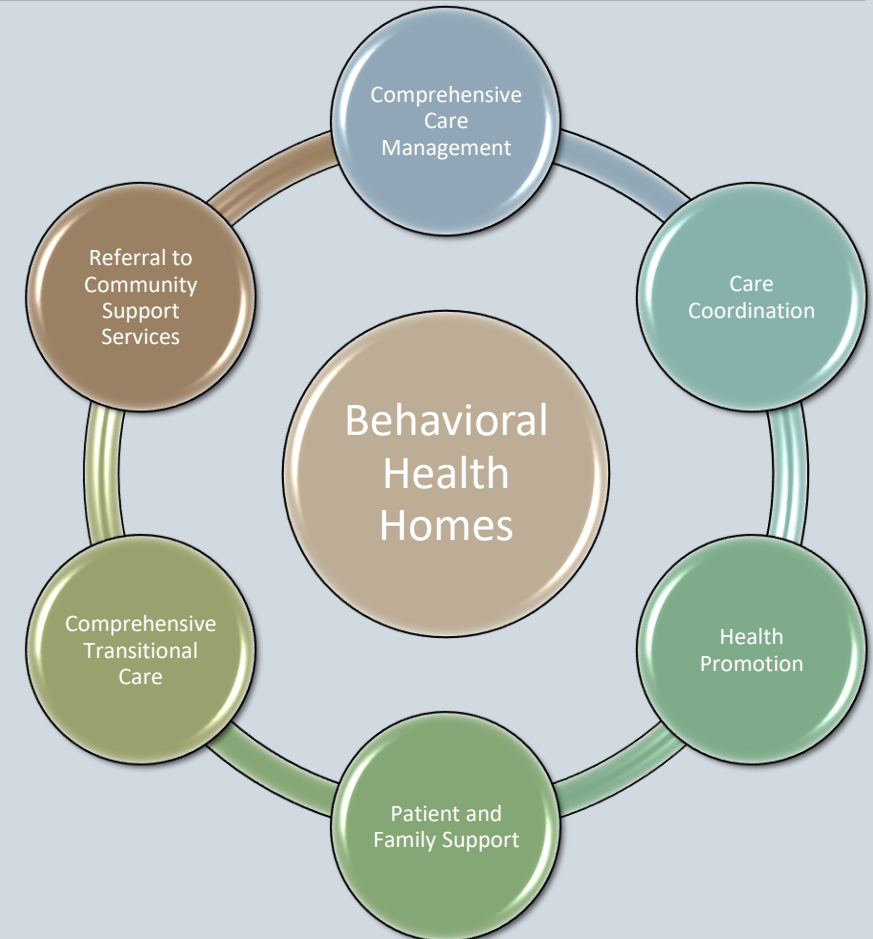 Comprehensive
Care
Management
Care
Coordination
Health
Promotion
Patient and
Family Support
Comprehensive
Transitional
Care
Referral to
Community
Support
Services
Behavioral
Health
Homes